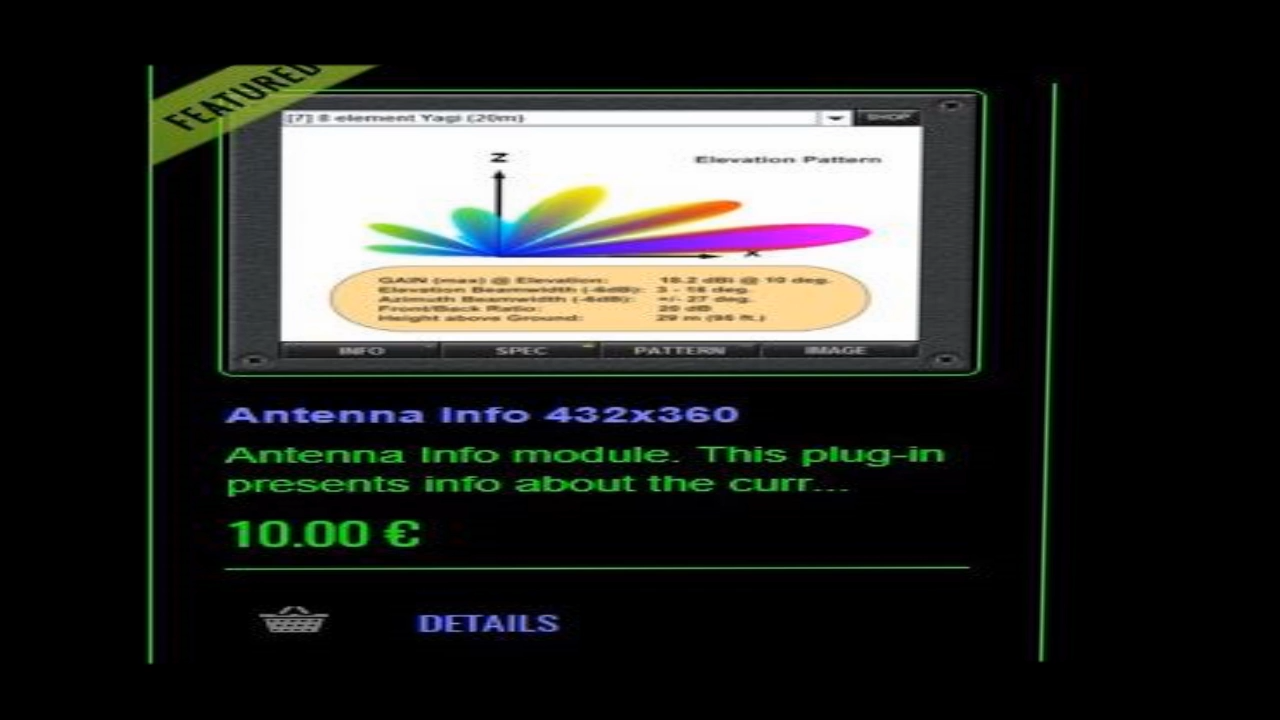 FEATURED
[7] 8 element Yagi (20m)
SHOP
Z
Elevation Pattern
X
GAIN (max) @ Elevation: 18.2 dBi @ 10 deg.
Elevation Beamwidth (-6dB): 3 - 18 deg.
Azimuth Beamwidth (-6dB): +/- 27 deg.
Front/Back Ratio: 20 dB
Height above Ground: 29 m (95 ft.)
INFO SPEC PATTERN IMAGE
Antenna Info 432x360
Antenna Info module. This plug-in
presents info about the curr...
10.00 €
DETAILS